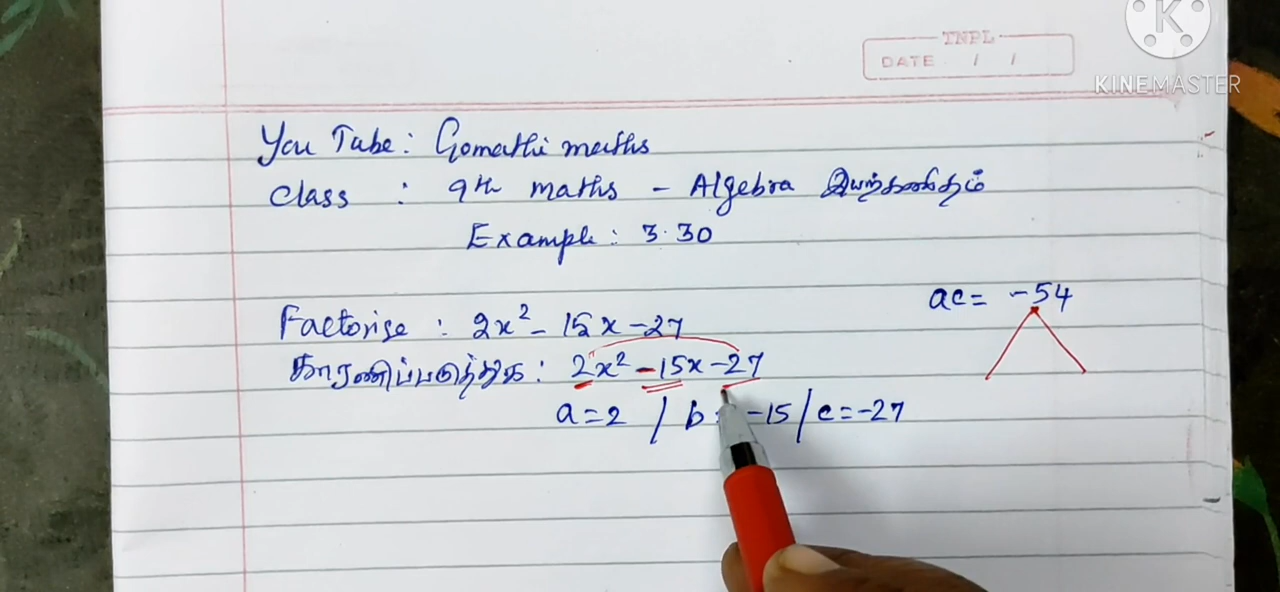 K
KINEMASTER
TNPL
DATE / /
You Tube : Gomathi maths
Class : 9th maths - Algebra இயற்கணிதம்
Example : 3.30
ac = -54
Factorise : 2x² - 15x - 27
காரணிப்படுத்துக : 2x² - 15x - 27
a = 2 / b = -15 / c = -27